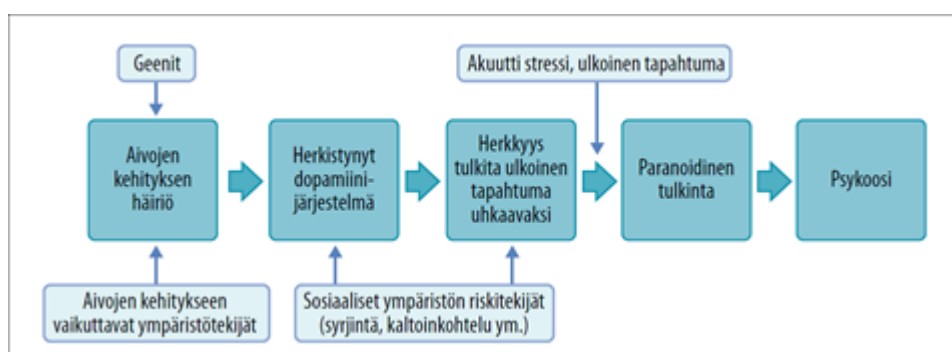 Geenit
Akuutti stressi, ulkoinen tapahtuma
Aivojen
kehityksen
häiriö
Herkistynyt
dopamiini-
järjestelmä
Herkkyys
tulkita ulkoinen
tapahtuma
uhkaavaksi
Paranoidinen
tulkinta
Psykoosi
Aivojen kehitykseen
vaikuttavat ympäristötekijät
Sosiaaliset ympäristön riskitekijät
(syrjintä, kaltoinkohtelu ym.)